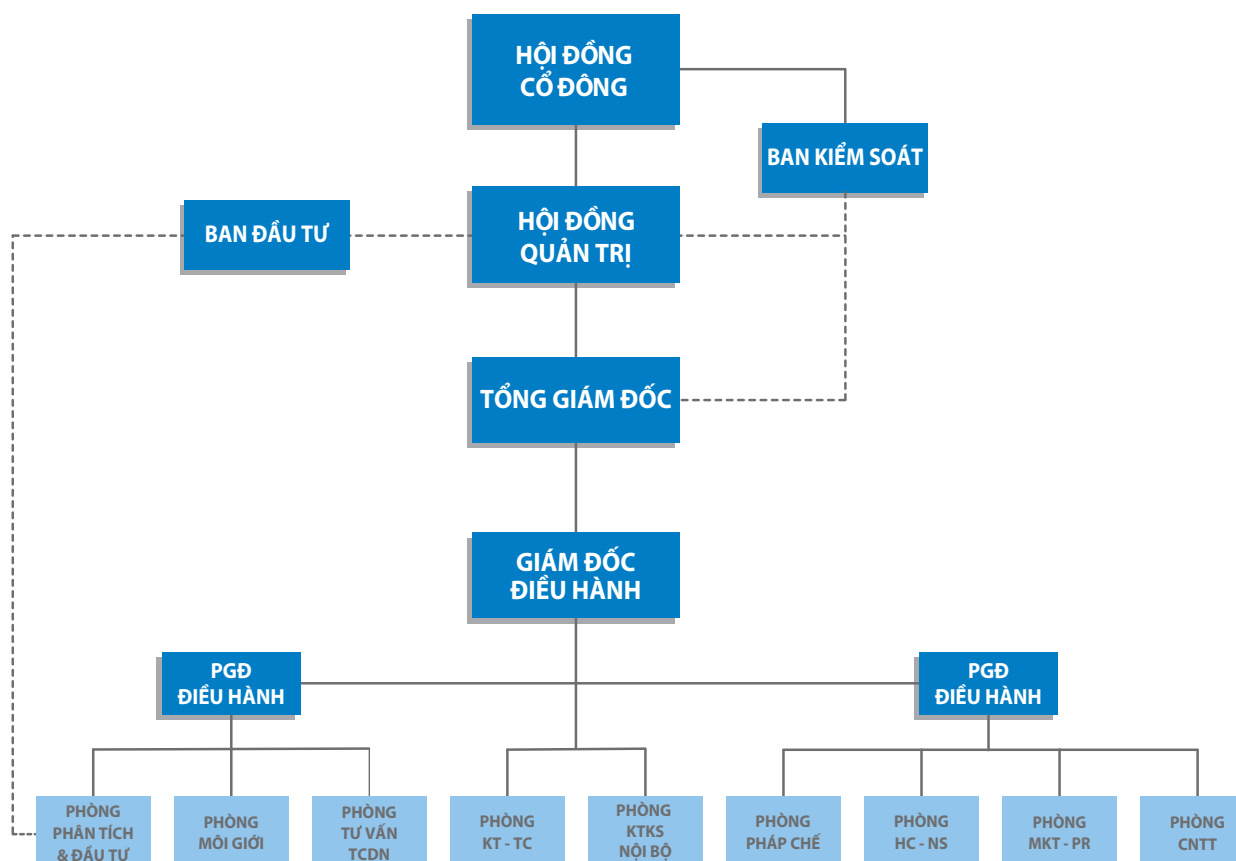 HỘI ĐỒNG
CỔ ĐÔNG
BAN KIỂM SOÁT
BAN ĐẦU TƯ
HỘI ĐỒNG
QUẢN TRỊ
TỔNG GIÁM ĐỐC
GIÁM ĐỐC
ĐIỀU HÀNH
PGĐ
ĐIỀU HÀNH
PGĐ
ĐIỀU HÀNH
PHÒNG
PHÂN TÍCH
& ĐẦU TƯ
PHÒNG
MÔI GIỚI
PHÒNG
TƯ VẤN
TCDN
PHÒNG
KT - TC
PHÒNG
KTKS
NỘI BỘ
PHÒNG
PHÁP CHẾ
PHÒNG
HC - NS
PHÒNG
MKT - PR
PHÒNG
CNTT